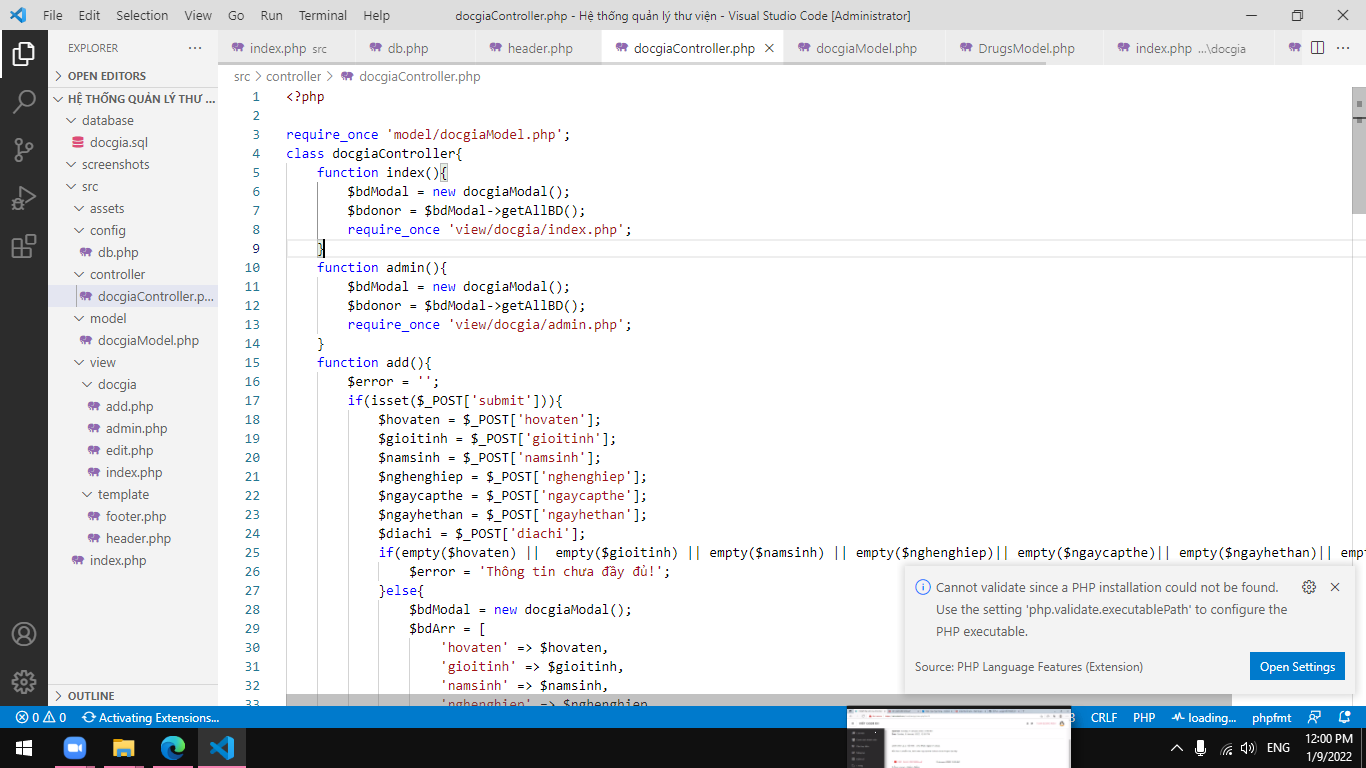 File Edit Selection View Go Run Terminal Help docgiaController.php - Hệ thống quản lý thư viện - Visual Studio Code [Administrator]
EXPLORER ···
index.php src db.php header.php docgiaController.php docgiaModel.php DrugsModel.php index.php ...\docgia
OPEN EDITORS
HỆ THỐNG QUẢN LÝ THƯ ...
database
docgia.sql
screenshots
src
assets
config
db.php
controller
docgiaController.p...
model
docgiaModel.php
view
docgia
add.php
admin.php
edit.php
index.php
template
footer.php
header.php
index.php
OUTLINE
src > controller > docgiaController.php
1 <?php
2
3 require_once 'model/docgiaModel.php';
4 class docgiaController{
5 function index(){
6 $bdModal = new docgiaModal();
7 $bdonor = $bdModal->getAllBD();
8 require_once 'view/docgia/index.php';
9 }
10 function admin(){
11 $bdModal = new docgiaModal();
12 $bdonor = $bdModal->getAllBD();
13 require_once 'view/docgia/admin.php';
14 }
15 function add(){
16 $error = '';
17 if(isset($_POST['submit'])){
18 $hovaten = $_POST['hovaten'];
19 $gioitinh = $_POST['gioitinh'];
20 $namsinh = $_POST['namsinh'];
21 $nghenghiep = $_POST['nghenghiep'];
22 $ngaycapthe = $_POST['ngaycapthe'];
23 $ngayhethan = $_POST['ngayhethan'];
24 $diachi = $_POST['diachi'];
25 if(empty($hovaten) || empty($gioitinh) || empty($namsinh) || empty($nghenghiep)|| empty($ngaycapthe)|| empty($ngayhethan)|| emp
26 $error = 'Thông tin chưa đầy đủ!';
27 }else{
28 $bdModal = new docgiaModal();
29 $bdArr = [
30 'hovaten' => $hovaten,
31 'gioitinh' => $gioitinh,
32 'namsinh' => $namsinh,
33 'nghenghiep' => $nghenghiep
Cannot validate since a PHP installation could not be found.
Use the setting 'php.validate.executablePath' to configure the
PHP executable.
Source: PHP Language Features (Extension) Open Settings
0 0 Activating Extensions... 3 CRLF PHP loading... phpfmt
ENG 12:00 PM
1/9/2022